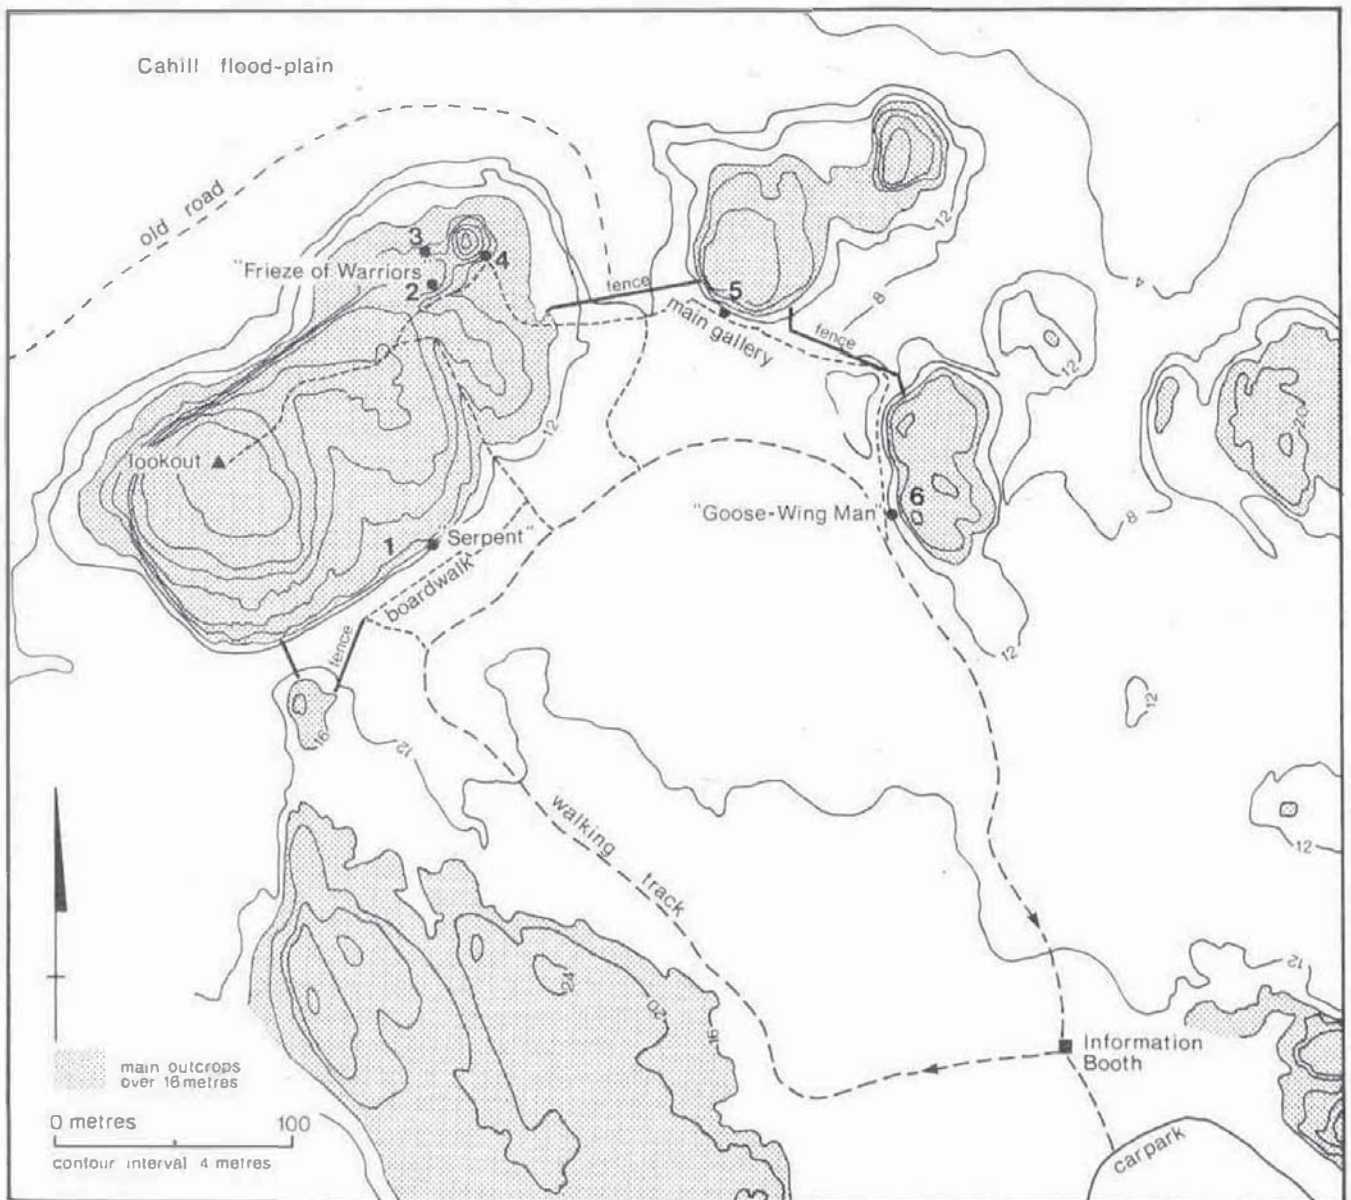 Cahill flood-plain
old road
12
4
3
"Frieze of Warriors
4
2
fence
5
8
main gallery
fence
12
20
12
lookout
6
"Goose-Wing Man"
8
1
"Serpent"
boardwalk
fence
12
12
16
12
walking
track
12
24
20
16
12
Information
Booth
main outcrops
over 16 metres
0 metres 100
carpark
contour interval 4 metres